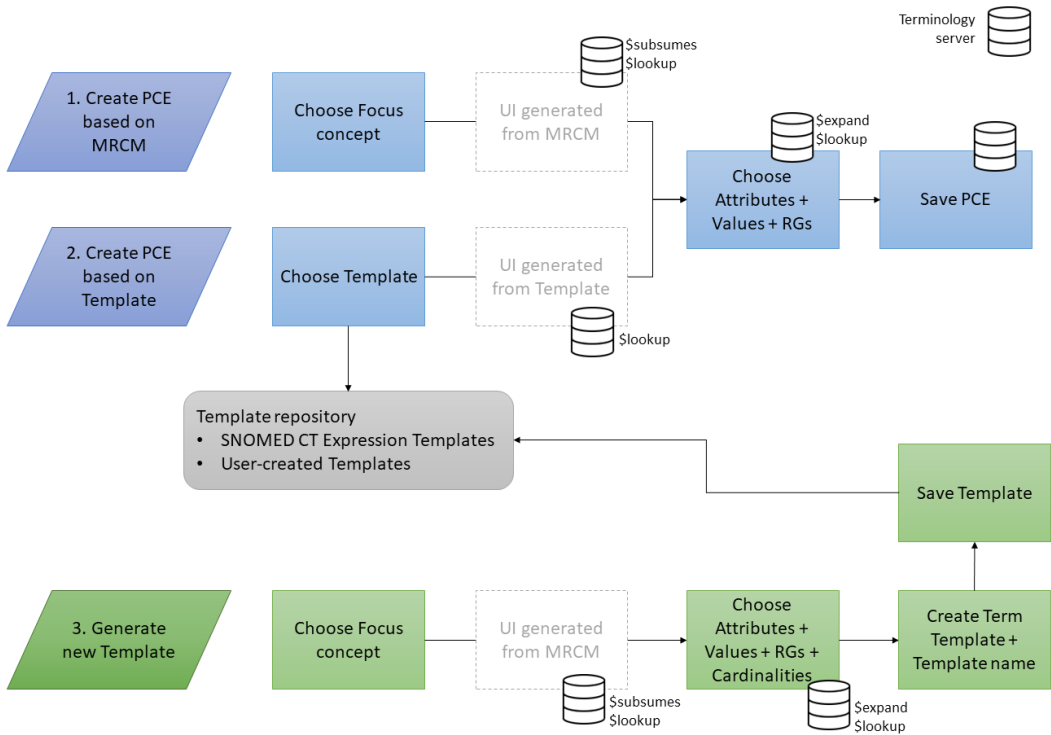 Terminology
server
$subsumes
$lookup
1. Create PCE
based on
MRCM
Choose Focus
concept
UI generated
from MRCM
$expand
$lookup
Choose
Attributes +
Values + RGs
Save PCE
2. Create PCE
based on
Template
Choose Template
UI generated
from Template
$lookup
Template repository
• SNOMED CT Expression Templates
• User-created Templates
Save Template
3. Generate
new Template
Choose Focus
concept
UI generated
from MRCM
$subsumes
$lookup
Choose
Attributes +
Values + RGs +
Cardinalities
$expand
$lookup
Create Term
Template +
Template name